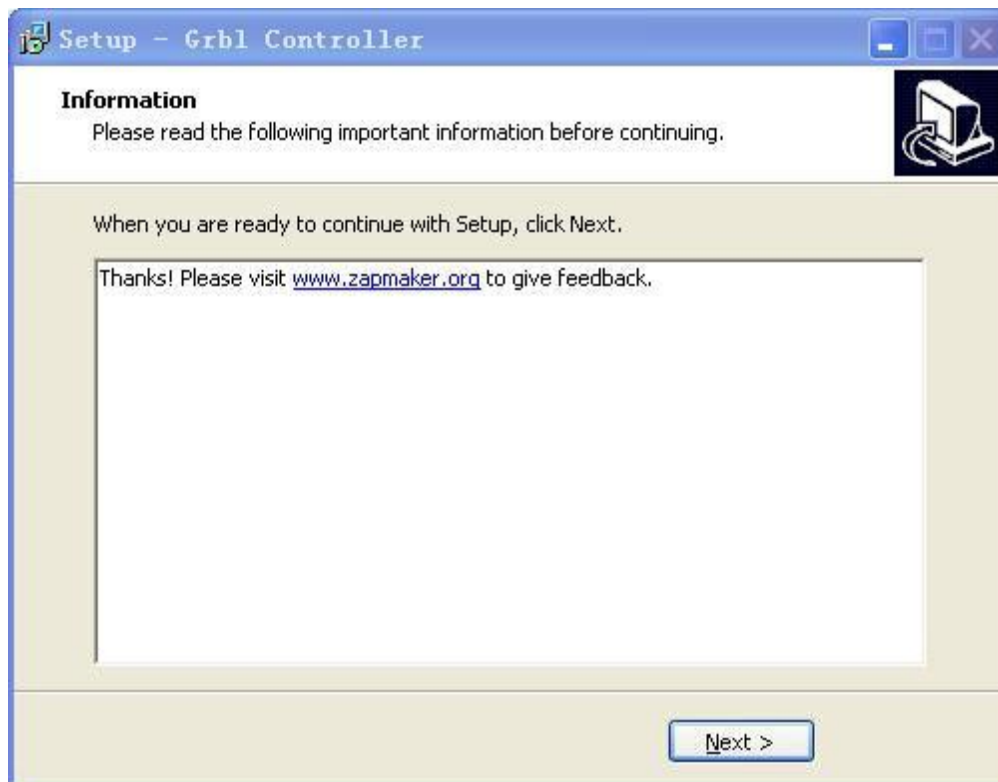 Setup - Grbl Controller
Information
Please read the following important information before continuing.
When you are ready to continue with Setup, click Next.
Thanks! Please visit www.zapmaker.org to give feedback.
Next >